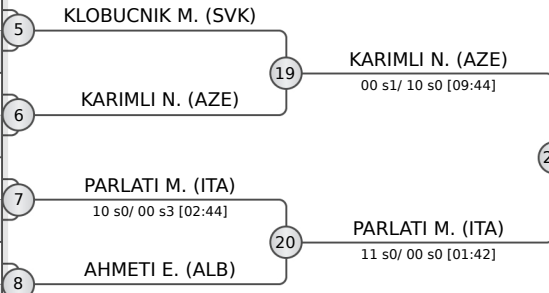 KLOBUCNIK M. (SVK)
5
19
KARIMLI N. (AZE)
00 s1/ 10 s0 [09:44]
KARIMLI N. (AZE)
6
PARLATI M. (ITA)
7
10 s0/ 00 s3 [02:44]
20
PARLATI M. (ITA)
11 s0/ 00 s0 [01:42]
AHMETI E. (ALB)
8